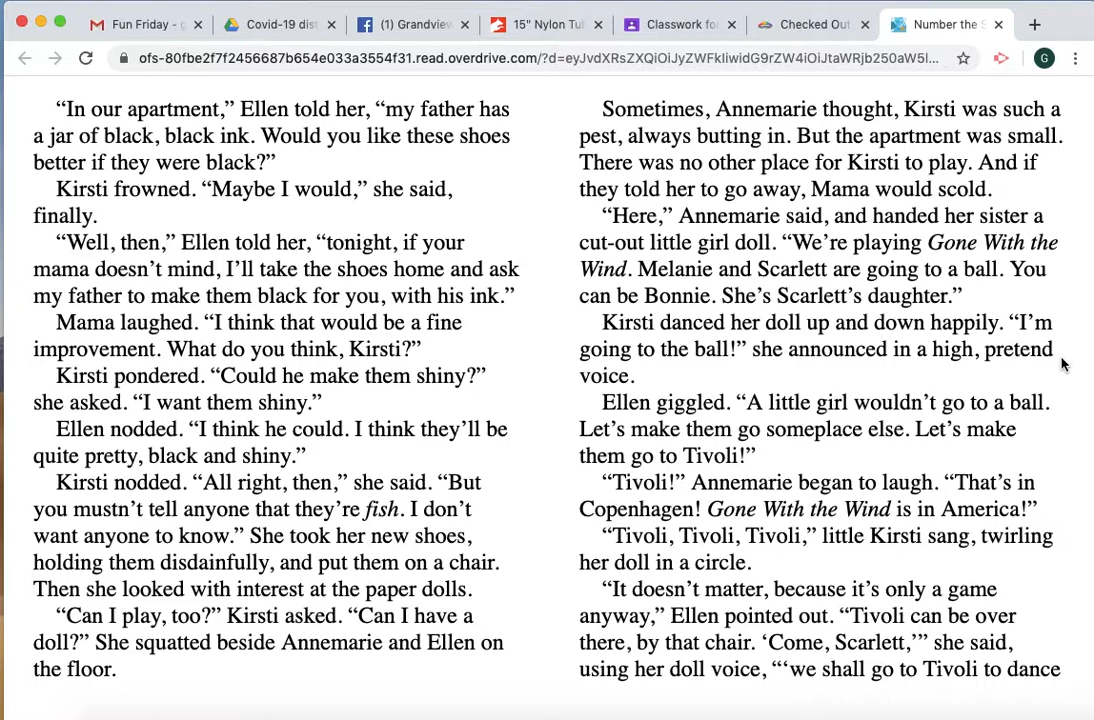 Fun Friday - g
Covid-19 dist
(1) Grandview
15" Nylon Tub
Classwork for
Checked Out
Number the S
ofs-80fbe2f7f2456687b654e033a3554f31.read.overdrive.com/?d=eyJvdXRsZXQiOiJyZWFkIiwidG9rZW4iOiJtaWRjb250aW5l...
G
“In our apartment,” Ellen told her, “my father has
a jar of black, black ink. Would you like these shoes
better if they were black?”
Kirsti frowned. “Maybe I would,” she said,
finally.
“Well, then,” Ellen told her, “tonight, if your
mama doesn’t mind, I’ll take the shoes home and ask
my father to make them black for you, with his ink.”
Mama laughed. “I think that would be a fine
improvement. What do you think, Kirsti?”
Kirsti pondered. “Could he make them shiny?”
she asked. “I want them shiny.”
Ellen nodded. “I think he could. I think they’ll be
quite pretty, black and shiny.”
Kirsti nodded. “All right, then,” she said. “But
you mustn’t tell anyone that they’re fish. I don’t
want anyone to know.” She took her new shoes,
holding them disdainfully, and put them on a chair.
Then she looked with interest at the paper dolls.
“Can I play, too?” Kirsti asked. “Can I have a
doll?” She squatted beside Annemarie and Ellen on
the floor.
Sometimes, Annemarie thought, Kirsti was such a
pest, always butting in. But the apartment was small.
There was no other place for Kirsti to play. And if
they told her to go away, Mama would scold.
“Here,” Annemarie said, and handed her sister a
cut-out little girl doll. “We’re playing Gone With the
Wind. Melanie and Scarlett are going to a ball. You
can be Bonnie. She’s Scarlett’s daughter.”
Kirsti danced her doll up and down happily. “I’m
going to the ball!” she announced in a high, pretend
voice.
Ellen giggled. “A little girl wouldn’t go to a ball.
Let’s make them go someplace else. Let’s make
them go to Tivoli!”
“Tivoli!” Annemarie began to laugh. “That’s in
Copenhagen! Gone With the Wind is in America!”
“Tivoli, Tivoli, Tivoli,” little Kirsti sang, twirling
her doll in a circle.
“It doesn’t matter, because it’s only a game
anyway,” Ellen pointed out. “Tivoli can be over
there, by that chair. ‘Come, Scarlett,’” she said,
using her doll voice, “‘we shall go to Tivoli to dance